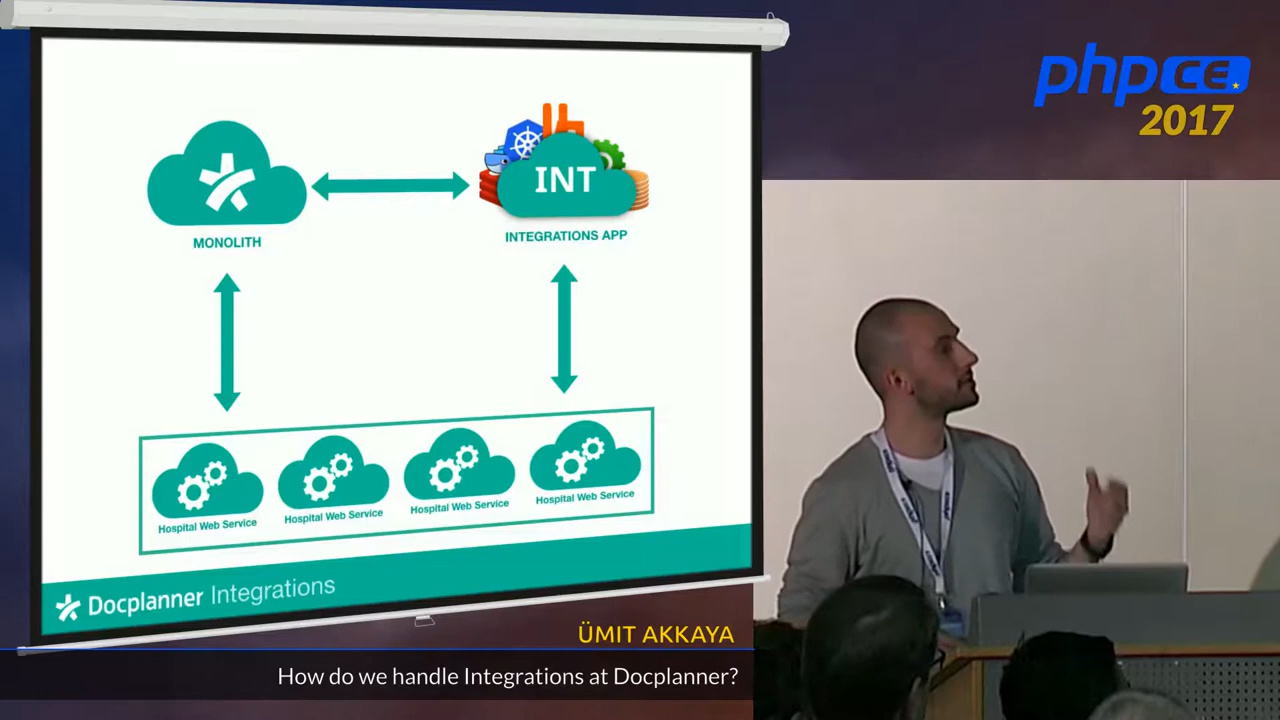 phpCE
2017
INT
MONOLITH
INTEGRATIONS APP
Hospital Web Service
Hospital Web Service
Hospital Web Service
Hospital Web Service
Docplanner Integrations
ÜMIT AKKAYA
How do we handle Integrations at Docplanner?